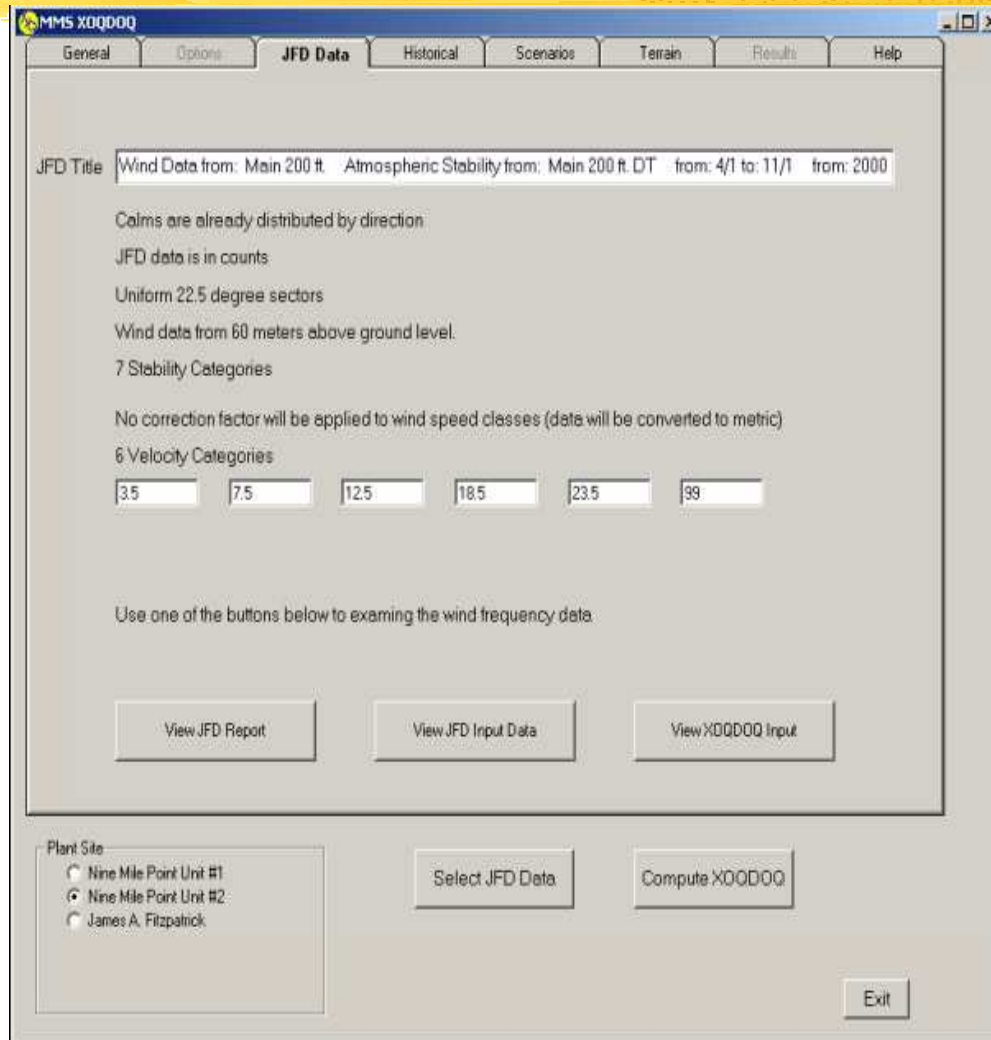 MMS XOQDOQ
General Options JFD Data Historical Scenarios Terrain Results Help
JFD Title Wind Data from: Main 200 ft. Atmospheric Stability from: Main 200 ft. DT from: 4/1 to: 11/1 from: 2000
Calms are already distributed by direction
JFD data is in counts
Uniform 22.5 degree sectors
Wind data from 60 meters above ground level.
7 Stability Categories
No correction factor will be applied to wind speed classes (data will be converted to metric)
6 Velocity Categories
3.5 7.5 12.5 18.5 23.5 99
Use one of the buttons below to examing the wind frequency data
View JFD Report View JFD Input Data View XOQDOQ Input
Plant Site
Nine Mile Point Unit #1
Nine Mile Point Unit #2
James A. Fitzpatrick
Select JFD Data Compute XOQDOQ
Exit